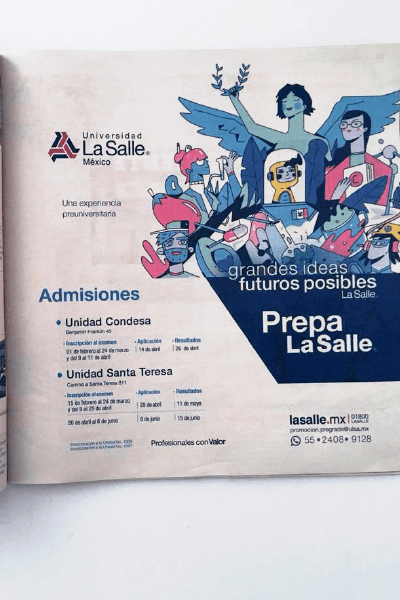 Universidad
La Salle®
México
Una experiencia
preuniversitaria
grandes ideas
futuros posibles
La Salle
Admisiones
Prepa
La Salle
Unidad Condesa
Benjamín Franklin 45
Inscripción al examen Aplicación Resultados
01 de febrero al 24 de marzo 14 de abril 26 de abril
y del 9 al 11 de abril
Unidad Santa Teresa
Camino a Santa Teresa 811
Inscripción al examen Aplicación Resultados
15 de febrero al 24 de marzo 28 de abril 11 de mayo
y del 9 al 25 de abril
26 de abril al 6 de junio 9 de junio 15 de junio
lasalle.mx 01800
LASALLE
promocion.pregrado@ulsa.mx
55•2408•9128
Profesionales con Valor